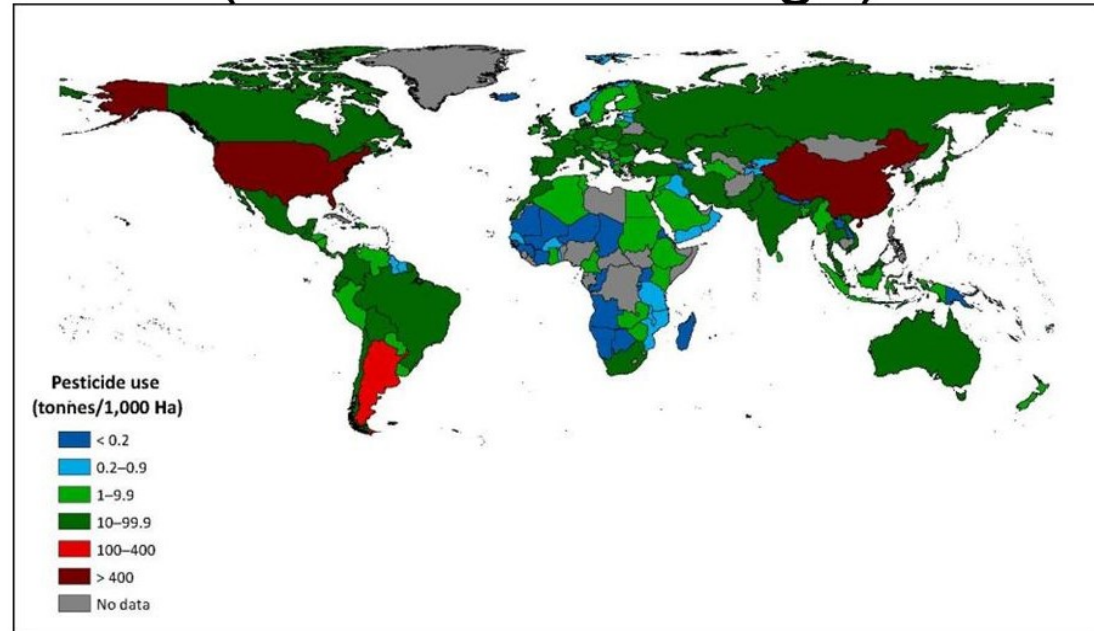 Pesticide use
(tonnes/1,000 Ha)
< 0.2
0.2–0.9
1–9.9
10–99.9
100–400
> 400
No data